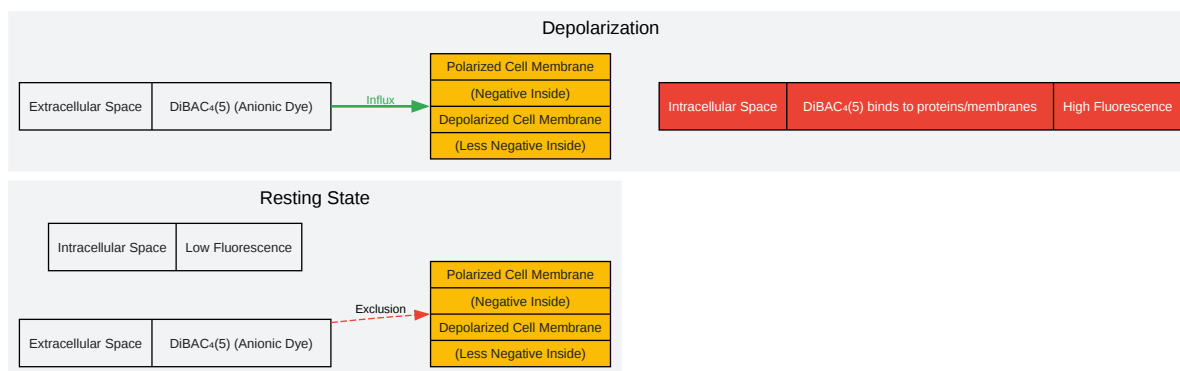 Depolarization
Polarized Cell Membrane
(Negative Inside)
Depolarized Cell Membrane
(Less Negative Inside)
Extracellular Space
DiBAC₄(5) (Anionic Dye)
Influx
Intracellular Space
DiBAC₄(5) binds to proteins/membranes
High Fluorescence
Resting State
Intracellular Space
Low Fluorescence
Polarized Cell Membrane
(Negative Inside)
Depolarized Cell Membrane
(Less Negative Inside)
Exclusion
Extracellular Space
DiBAC₄(5) (Anionic Dye)